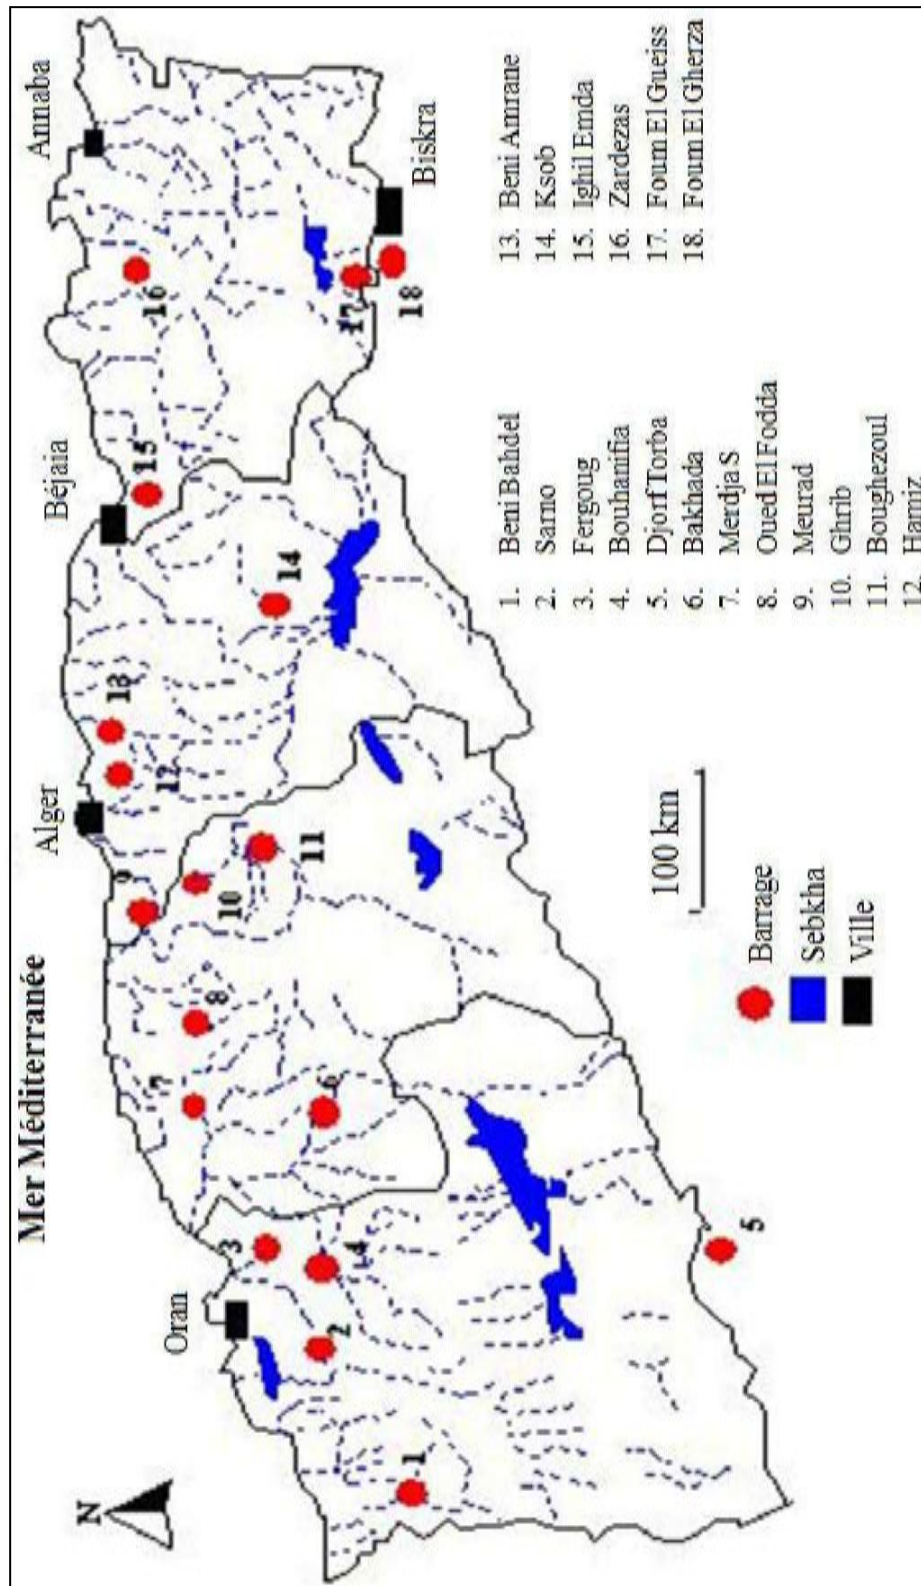 Mer Méditerranée
N
Oran
Alger
Béjaia
Annaba
Biskra
1
2
3
4
5
6
7
8
9
10
11
12
13
14
15
16
17
18
100 km
Barrage
Sebkha
Ville
1. Beni Bahdel
2. Sarno
3. Fergoug
4. Bouhanifia
5. Djorf Torba
6. Bakhada
7. Merdja S
8. Oued El Fodda
9. Meurad
10. Ghrib
11. Boughezoul
12. Hamiz
13. Beni Amrane
14. Ksob
15. Ighil Emda
16. Zardezas
17. Foum El Gueiss
18. Foum El Gherza